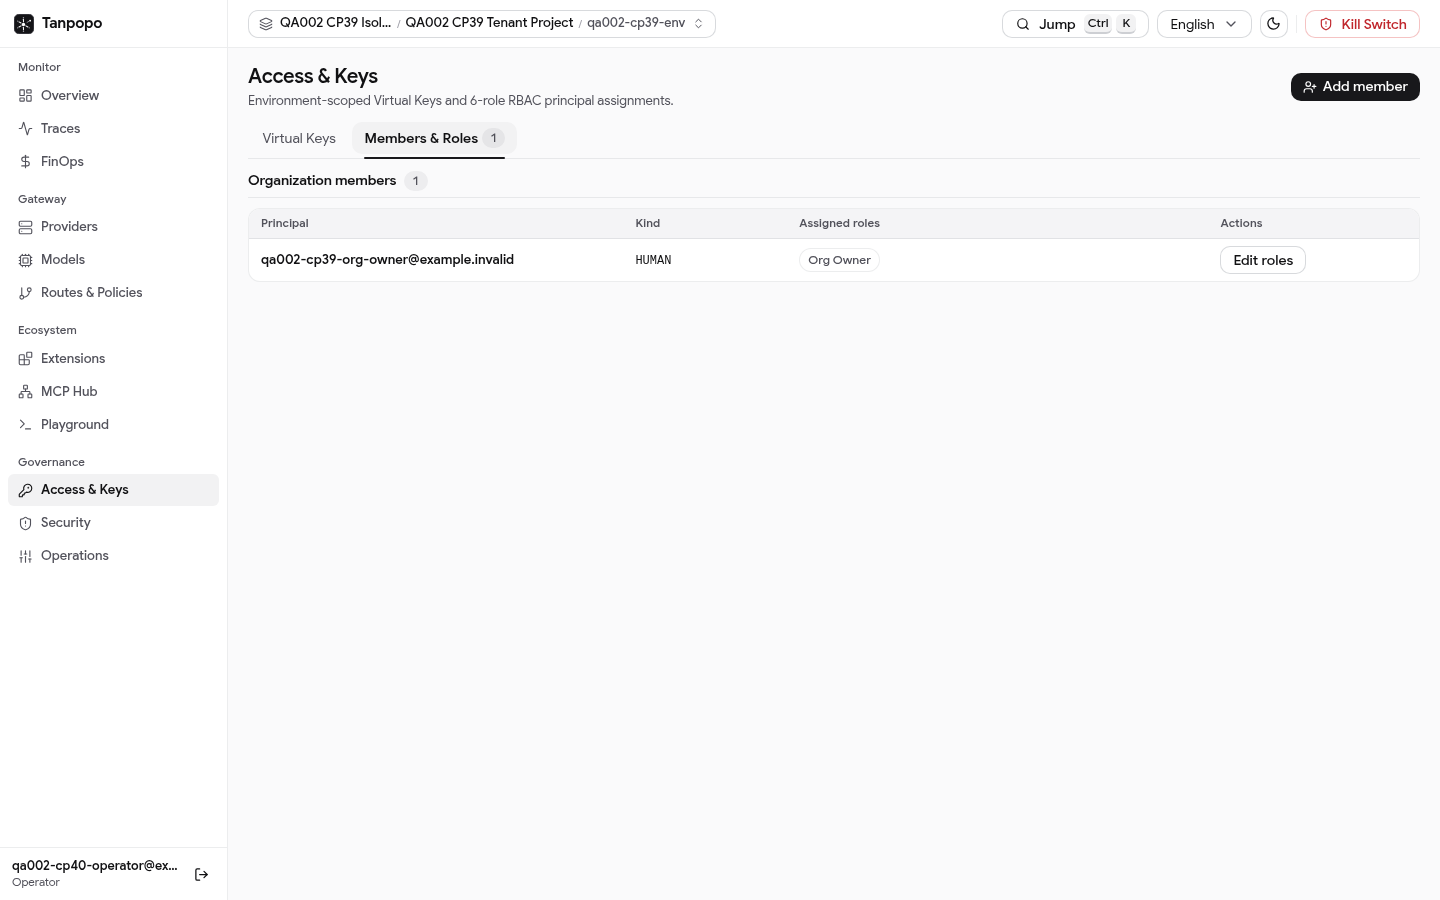 Tanpopo
QA002 CP39 Isol... / QA002 CP39 Tenant Project / qa002-cp39-env
Jump Ctrl K
English
Kill Switch
Monitor
Overview
Traces
FinOps
Gateway
Providers
Models
Routes & Policies
Ecosystem
Extensions
MCP Hub
Playground
Governance
Access & Keys
Security
Operations
qa002-cp40-operator@ex...
Operator
Access & Keys
Environment-scoped Virtual Keys and 6-role RBAC principal assignments.
Add member
Virtual Keys
Members & Roles 1
Organization members 1
Principal Kind Assigned roles Actions
qa002-cp39-org-owner@example.invalid HUMAN Org Owner Edit roles